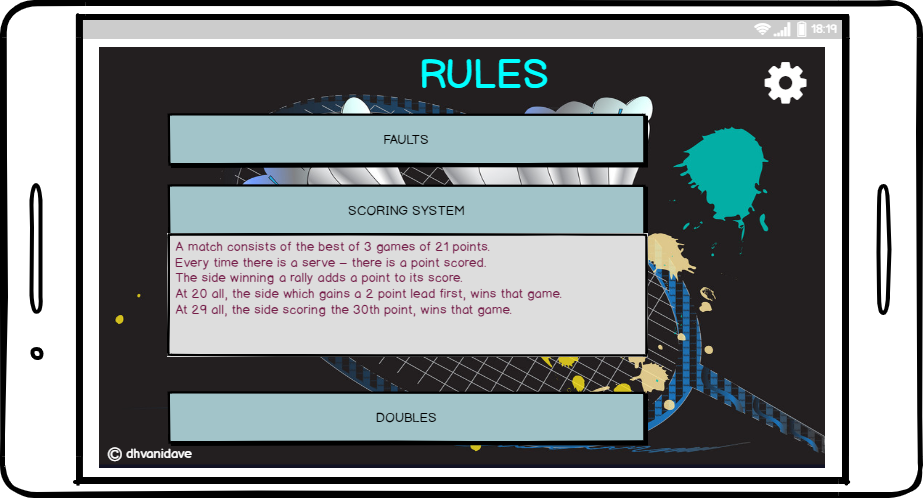 18:19
RULES
FAULTS
SCORING SYSTEM
A match consists of the best of 3 games of 21 points.
Every time there is a serve – there is a point scored.
The side winning a rally adds a point to its score.
At 20 all, the side which gains a 2 point lead first, wins that game.
At 29 all, the side scoring the 30th point, wins that game.
DOUBLES
© dhvanidave